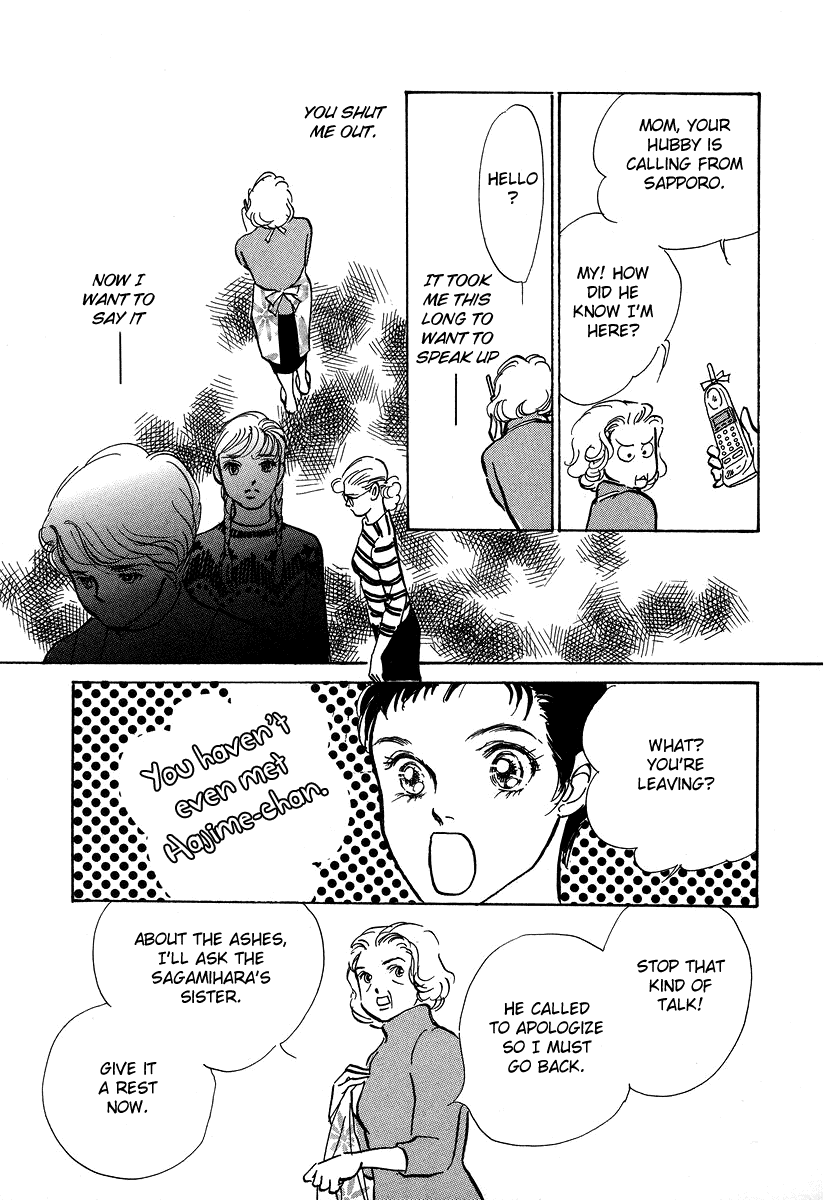 MOM, YOUR
HUBBY IS
CALLING FROM
SAPPORO.
MY! HOW
DID HE
KNOW I'M
HERE?
HELLO
?
IT TOOK
ME THIS
LONG TO
WANT TO
SPEAK UP
YOU SHUT
ME OUT.
NOW I
WANT TO
SAY IT
WHAT?
YOU'RE
LEAVING?
You haven't
even met
Hajime-chan.
STOP THAT
KIND OF
TALK!
HE CALLED
TO APOLOGIZE
SO I MUST
GO BACK.
ABOUT THE ASHES,
I'LL ASK THE
SAGAMIHARA'S
SISTER.
GIVE IT
A REST
NOW.